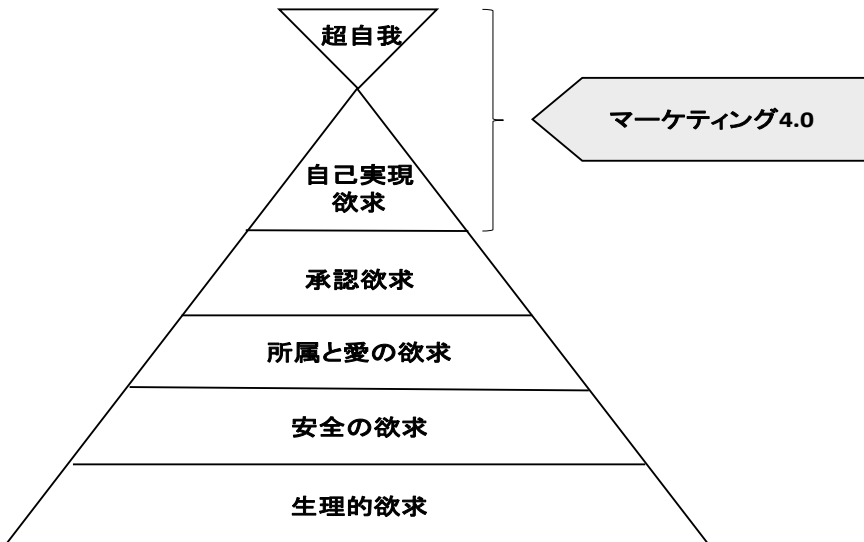 超自我
マーケティング4.0
自己実現
欲求
承認欲求
所属と愛の欲求
安全の欲求
生理的欲求